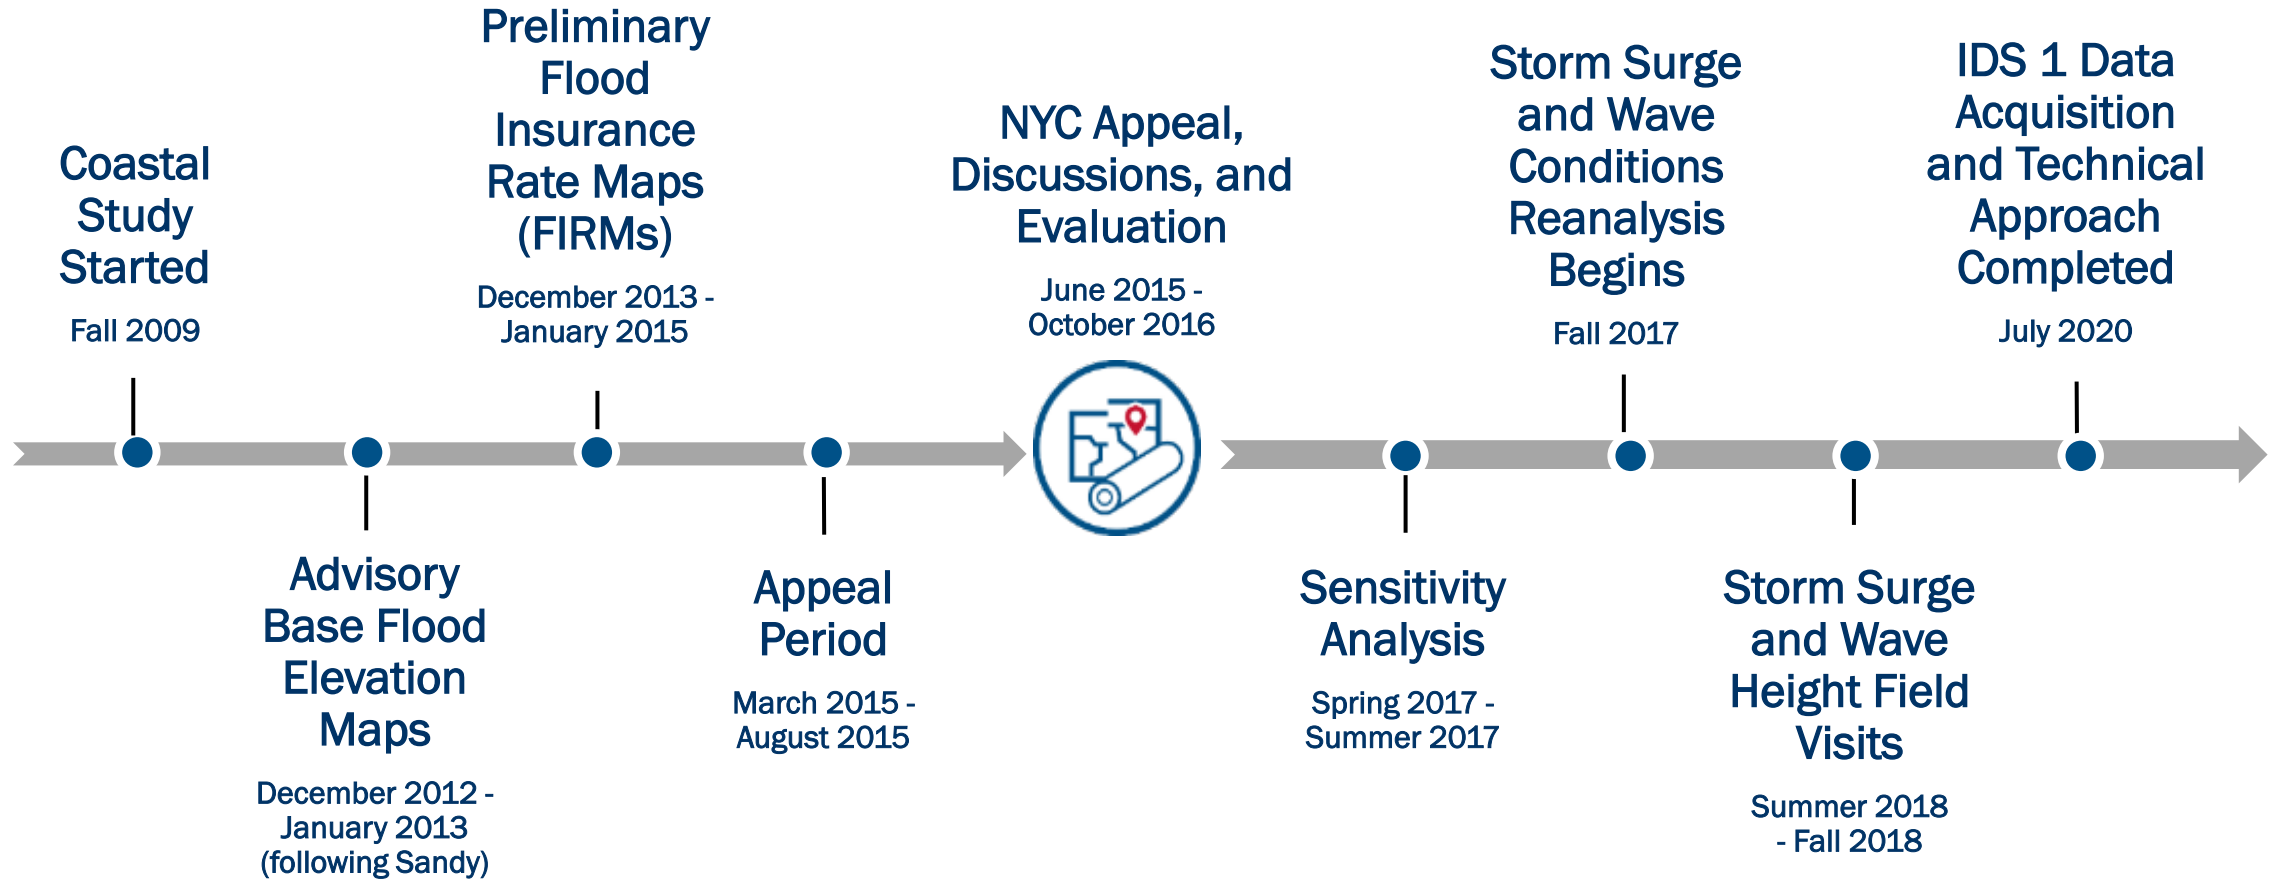 Coastal
Study
Started
Fall 2009
Advisory
Base Flood
Elevation
Maps
December 2012 -
January 2013
(following Sandy)
Preliminary
Flood
Insurance
Rate Maps
(FIRMs)
December 2013 -
January 2015
Appeal
Period
March 2015 -
August 2015
NYC Appeal,
Discussions, and
Evaluation
June 2015 -
October 2016
Sensitivity
Analysis
Spring 2017 -
Summer 2017
Storm Surge
and Wave
Conditions
Reanalysis
Begins
Fall 2017
Storm Surge
and Wave
Height Field
Visits
Summer 2018
- Fall 2018
IDS 1 Data
Acquisition
and Technical
Approach
Completed
July 2020